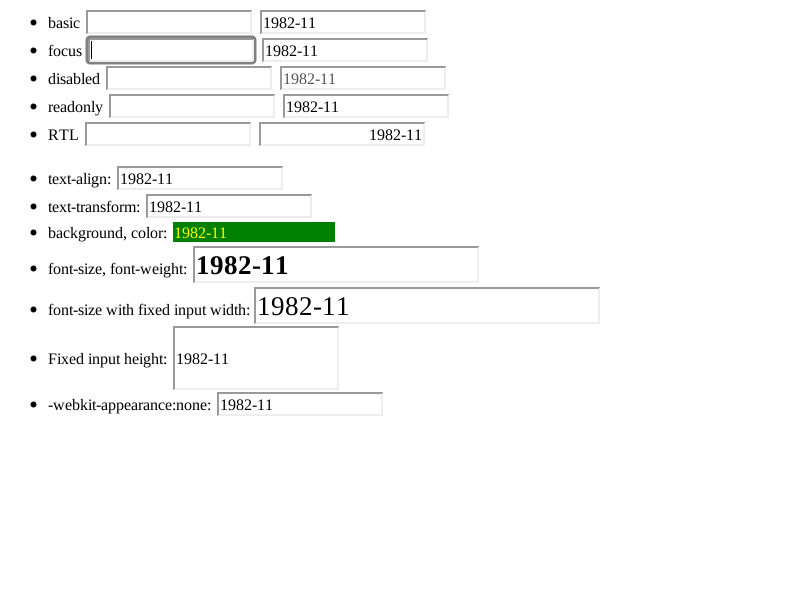 basic 1982-11
focus 1982-11
disabled 1982-11
readonly 1982-11
RTL 1982-11
text-align: 1982-11
text-transform: 1982-11
background, color: 1982-11
font-size, font-weight: 1982-11
font-size with fixed input width: 1982-11
Fixed input height: 1982-11
-webkit-appearance:none: 1982-11